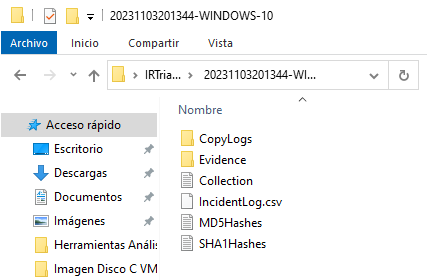 20231103201344-WINDOWS-10
Archivo Inicio Compartir Vista
IRTria... 20231103201344-WI...
Nombre
Acceso rápido
Escritorio
Descargas
Documentos
Imágenes
Herramientas Anális
Imagen Disco C VM
CopyLogs
Evidence
Collection
IncidentLog.csv
MD5Hashes
SHA1Hashes